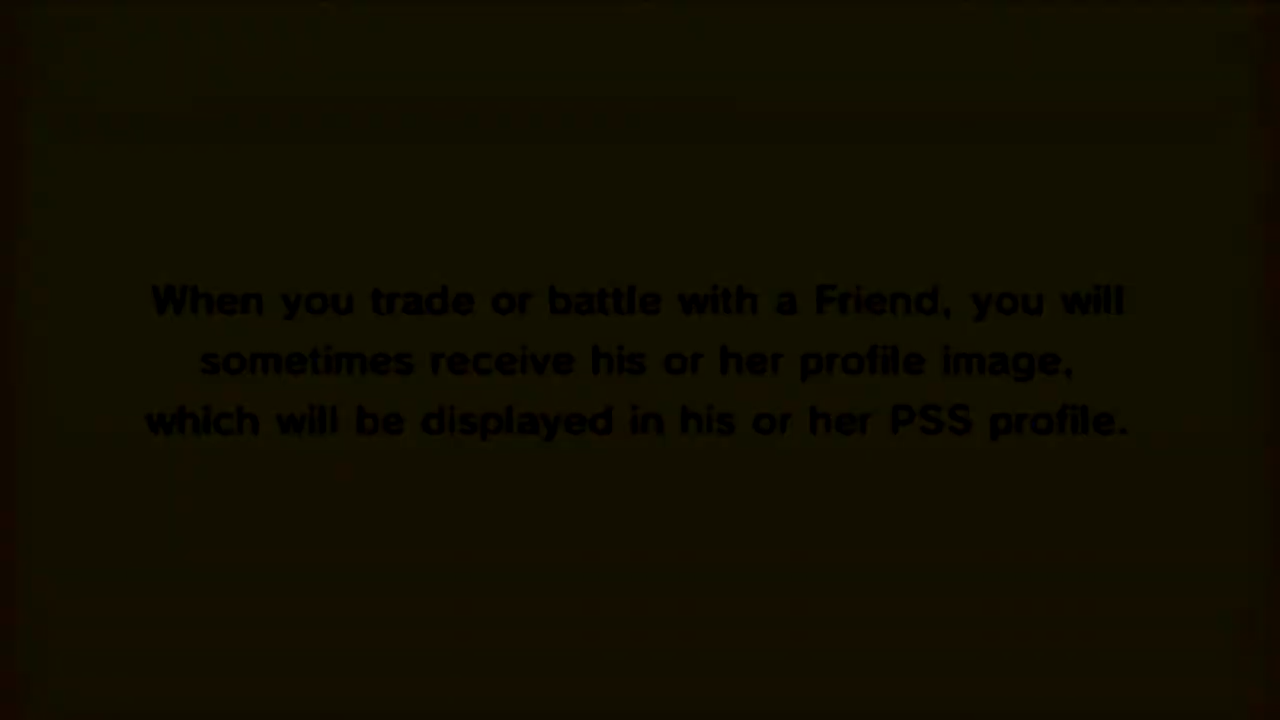 When you trade or battle with a Friend, you will
sometimes receive his or her profile image,
which will be displayed in his or her PSS profile.